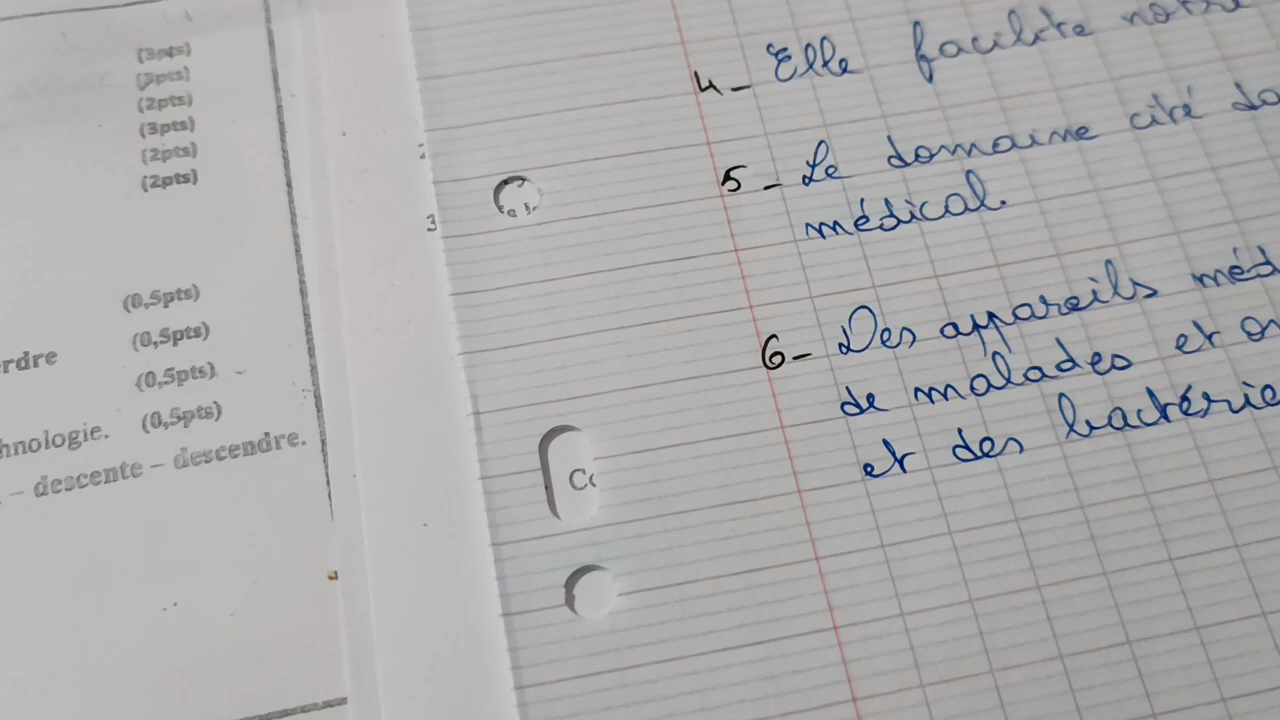 (3pts)
(3pts)
(2pts)
(3pts)
(2pts)
(2pts)
(0,5pts)
rdre (0,5pts)
(0,5pts)
hnologie. (0,5pts)
– descente – descendre.
3
4- Elle facilite
5- Le domaine cité
médical.
6- Des appareils méd
de malades et
et des bactérie